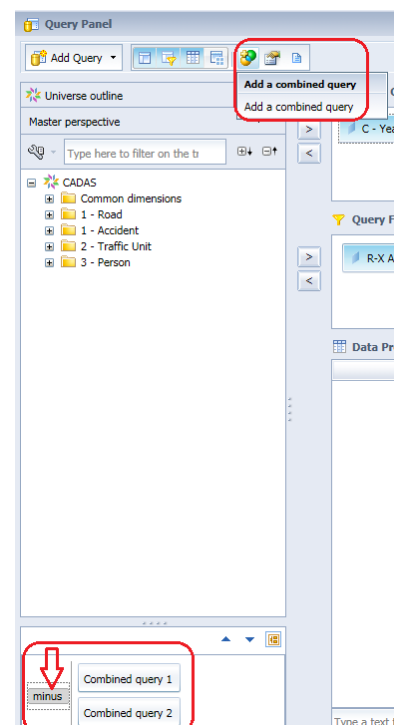 Query Panel
Add Query
Add a combined query
Add a combined query
Universe outline
Master perspective
Type here to filter on the tr
C - Yea
CADAS
Common dimensions
1 - Road
1 - Accident
2 - Traffic Unit
3 - Person
Query F
R-X A
Data Pr
minus
Combined query 1
Combined query 2
Type a text f